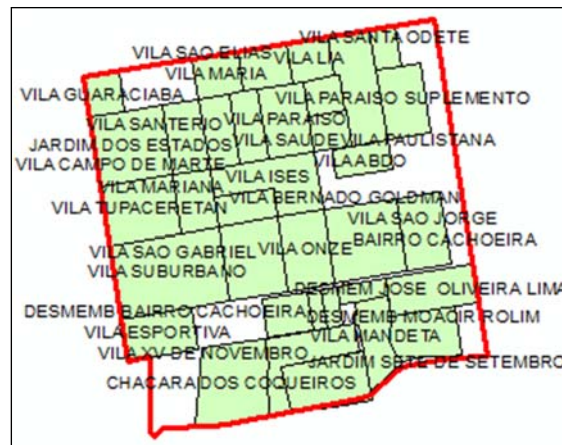 VILA SANTA ODETE
VILA SAO ELIAS
VILA LIA
VILA MARIA
VILA GUARACIABA
VILA PARAISO SUPLEMENTO
VILA SANTERIO
VILA PARAISO
JARDIM DOS ESTADOS
VILA SAUDE
VILA PAULISTANA
VILA CAMPO DE MARTE
VILA ABDO
VILA ISES
VILA MARIANA
VILA BERNADO GOLDMAN
VILA TUPACERETAN
VILA SAO JORGE
BAIRRO CACHOEIRA
VILA SAO GABRIEL
VILA ONZE
VILA SUBURBANO
DESMEM JOSE OLIVEIRA LIMA
DESMEMB BAIRRO CACHOEIRA
DESMEMB MOACIR ROLIM
VILA ESPORTIVA
VILA MANDETA
VILA XV DE NOVEMBRO
JARDIM SETE DE SETEMBRO
CHACARA DOS COQUEIROS